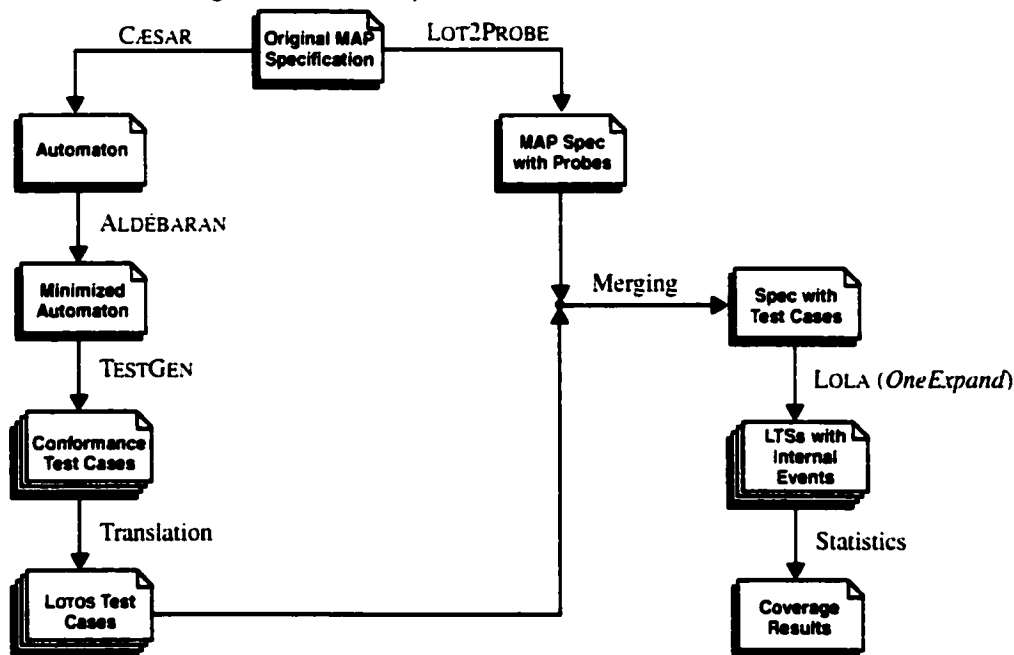 CÆSAR
Original MAP
Specification
LOT2PROBE
Automaton
MAP Spec
with Probes
ALDÉBARAN
Minimized
Automaton
Merging
Spec with
Test Cases
TESTGEN
LOLA (OneExpand)
Conformance
Test Cases
LTSs with
Internal
Events
Translation
Statistics
LOTOS Test
Cases
Coverage
Results